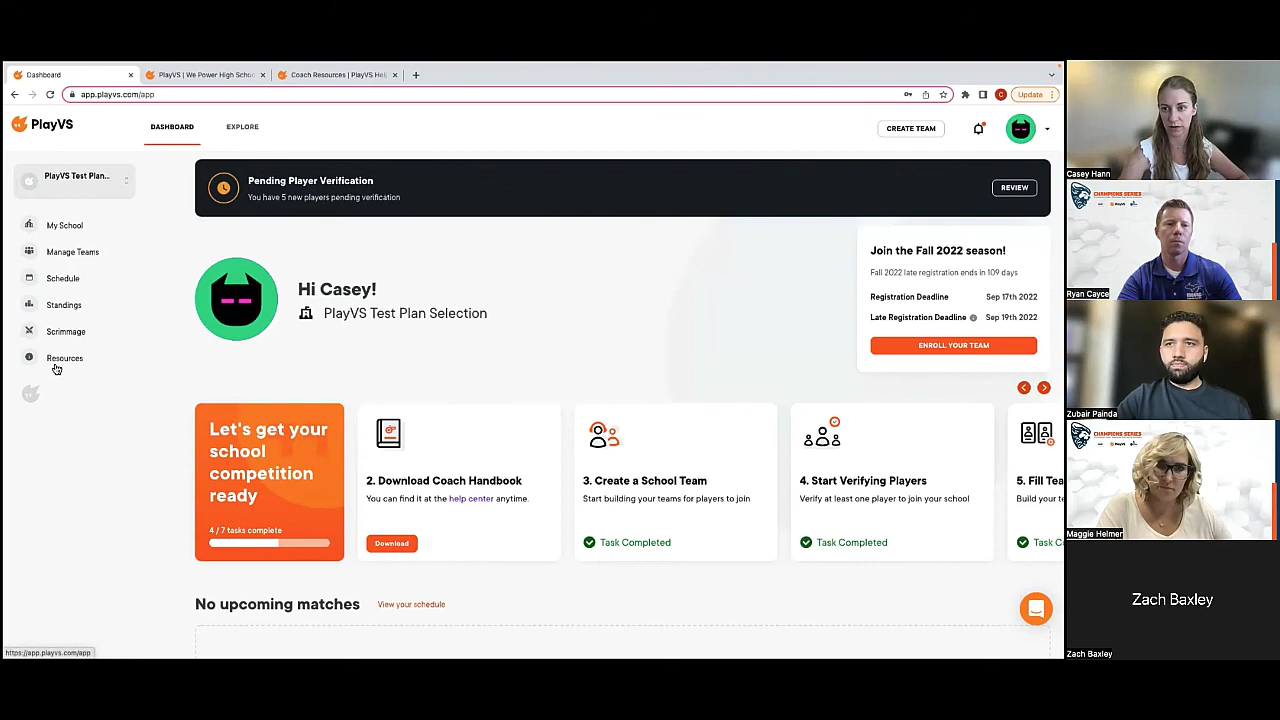 Dashboard
PlayVS | We Power High Schoo
Coach Resources | PlayVS Hel
app.playvs.com/app
Update
PlayVS
DASHBOARD
EXPLORE
CREATE TEAM
PlayVS Test Plan...
My School
Manage Teams
Schedule
Standings
Scrimmage
Resources
Pending Player Verification
You have 5 new players pending verification
REVIEW
Hi Casey!
PlayVS Test Plan Selection
Join the Fall 2022 season!
Fall 2022 late registration ends in 109 days
Registration Deadline Sep 17th 2022
Late Registration Deadline Sep 19th 2022
ENROLL YOUR TEAM
Let's get your
school
competition
ready
4 / 7 tasks complete
2. Download Coach Handbook
You can find it at the help center anytime.
Download
3. Create a School Team
Start building your teams for players to join
Task Completed
4. Start Verifying Players
Verify at least one player to join your school
Task Completed
5. Fill Tea
Build your te
Task C
No upcoming matches
View your schedule
https://app.playvs.com/app
Casey Hann
CHAMPIONS SERIES
PlayVS
Ryan Cayce
Zubair Painda
CHAMPIONS SERIES
PlayVS
Maggie Helmer
Zach Baxley
Zach Baxley